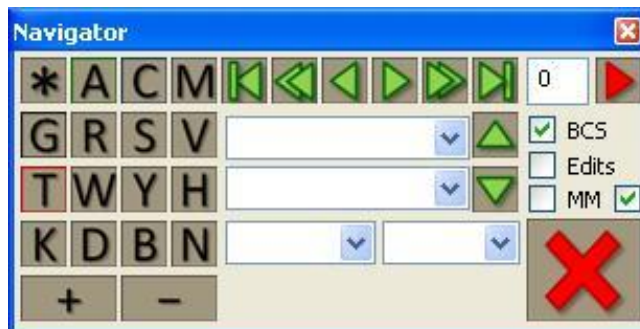 Navigator
* A C M 0
G R S V BCS
Edits
T W Y H MM
K D B N
+ -